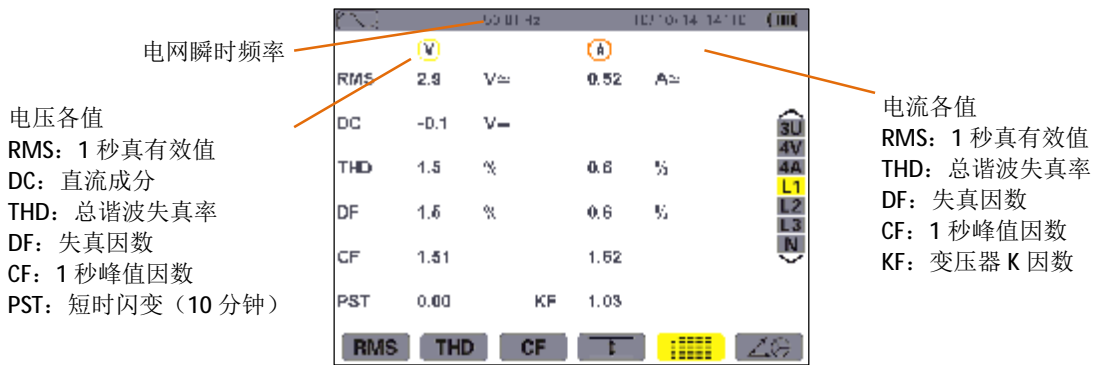 电网瞬时频率
电压各值
RMS：1 秒真有效值
DC：直流成分
THD：总谐波失真率
DF：失真因数
CF：1 秒峰值因数
PST：短时闪变（10 分钟）
V A
RMS 2.9 V≃ 0.52 A≃
DC -0.1 V
THD 1.5 % 0.6 %
DF 1.5 % 0.6 %
CF 1.51 1.52
PST 0.00 KF 1.03
3U
4V
4A
L1
L2
L3
N
RMS THD CF
电流各值
RMS：1 秒真有效值
THD：总谐波失真率
DF：失真因数
CF：1 秒峰值因数
KF：变压器 K 因数